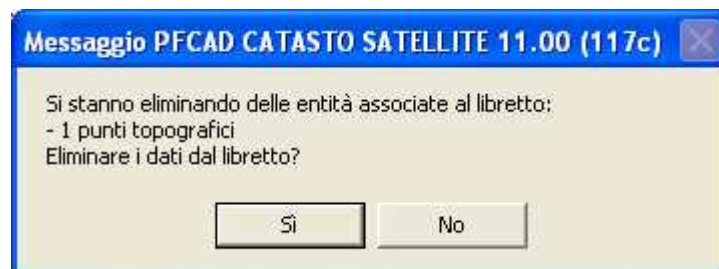 Messaggio PFCAD CATASTO SATELLITE 11.00 (117c)
Si stanno eliminando delle entità associate al libretto:
- 1 punti topografici
Eliminare i dati dal libretto?
Sì
No